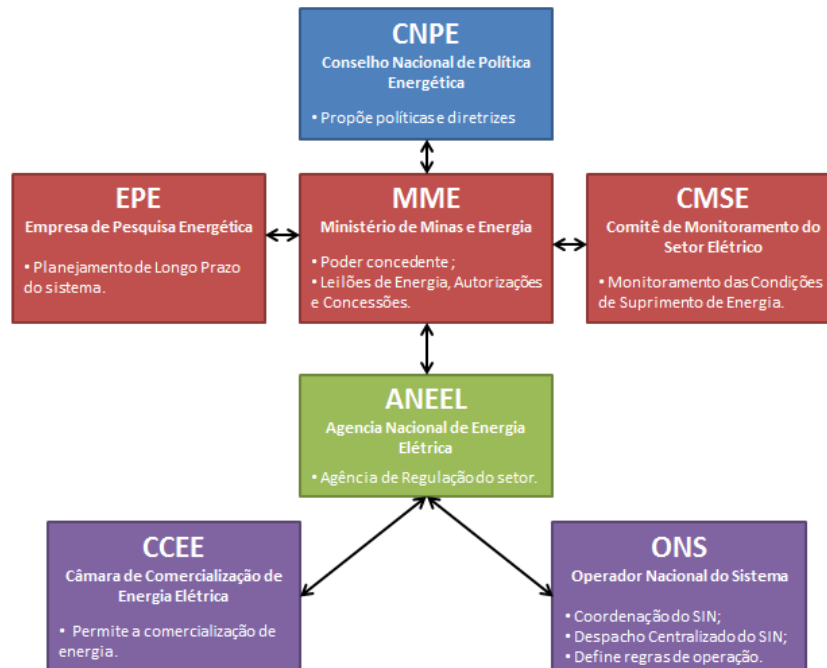 CNPE
Conselho Nacional de Política
Energética
• Propõe políticas e diretrizes
EPE
Empresa de Pesquisa Energética
• Planejamento de Longo Prazo
do sistema.
MME
Ministério de Minas e Energia
• Poder concedente;
• Leilões de Energia, Autorizações
e Concessões.
CMSE
Comitê de Monitoramento do
Setor Elétrico
• Monitoramento das Condições
de Suprimento de Energia.
ANEEL
Agencia Nacional de Energia
Elétrica
• Agência de Regulação do setor.
CCEE
Câmara de Comercialização de
Energia Elétrica
• Permite a comercialização de
energia.
ONS
Operador Nacional do Sistema
• Coordenação do SIN;
• Despacho Centralizado do SIN;
• Define regras de operação.